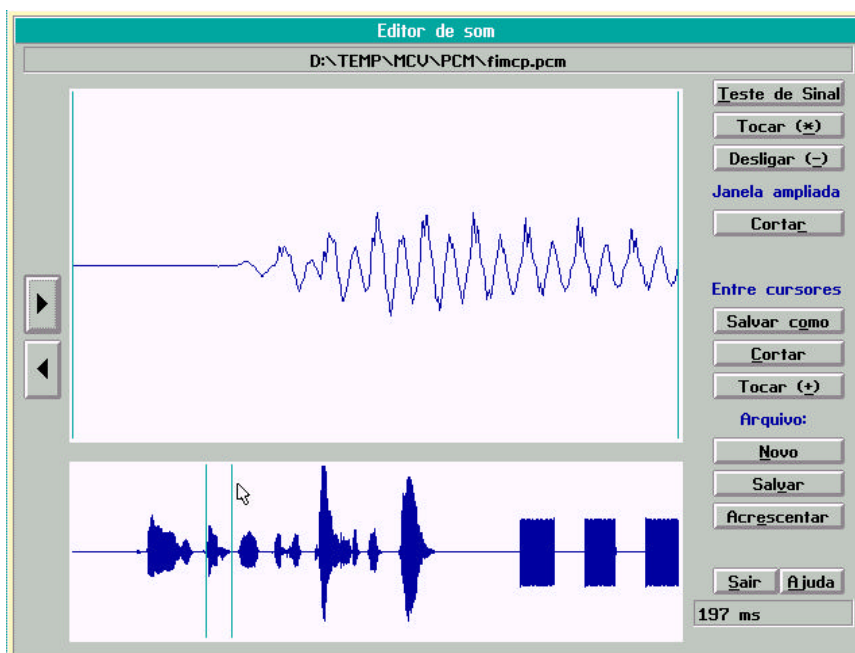 Editor de som
D:\TEMP\MCV\PCM\fimcp.pcm
Teste de Sinal
Tocar (*)
Desligar (-)
Janela ampliada
Cortar
Entre cursores
Salvar como
Cortar
Tocar (+)
Arquivo:
Novo
Salvar
Acrescentar
Sair Ajuda
197 ms